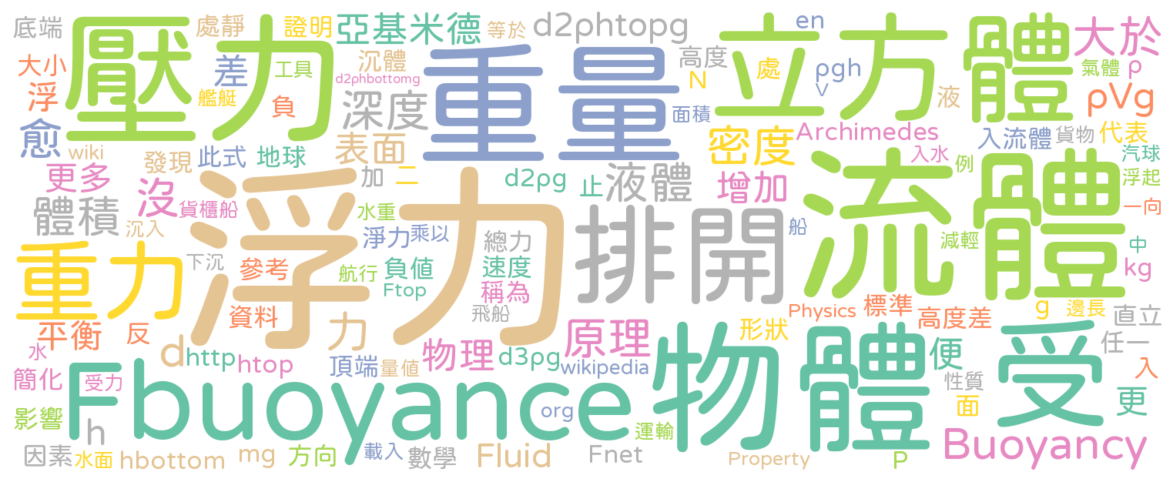 底端 處靜 證明 亞基米德 等於 d2phtopg en 大於
壓力 重量 立方體
大小 差 工具 沉體 d2phbottomg 高度 N 處 ρgh 氣體 ρ
浮 艦艇 負 深度 面積 V 液 ρVg
愈 wiki 發現 此式 地球 表面 密度 Archimedes 入流體 貨物 代表
更多 沒 加 二 d2ρg 止 液體 增加 入水 例 汽球 浮起
體積 貨櫃船 沉入 浮力 水重 排開 流體 船 一向
重力 下沉 參考 淨力 乘以 航行 負值 總力 速度 減輕 中 kg
Ftop 稱為 飛船 g 邊長
平衡 反 資料 力 原理 形狀 Physics 標準 高度差 直立
水 d http htop 頂端 量值 物理 d3ρg wikipedia 便 任一
簡化 受力 Fbuoyance 物體 性質 受 入
影響 h org 運輸 面 更
因素 水面 hbottom mg 方向 載入 數學 Fluid Fnet Property P Buoyancy